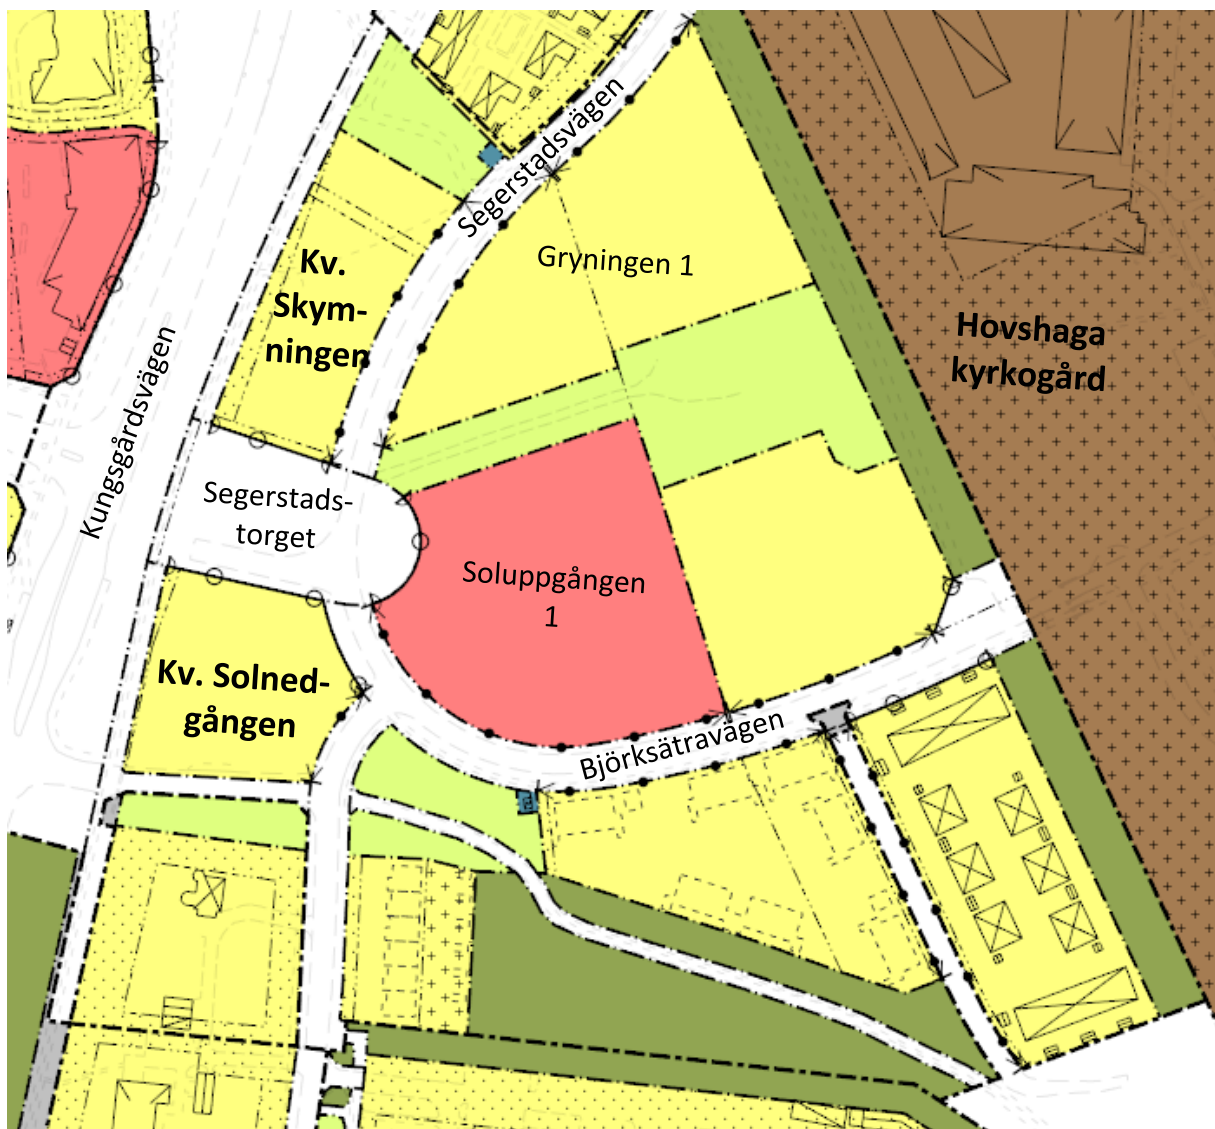 Segerstadsvägen
Gryningen 1
Kv.
Skym-
ningen
Hovshaga
kyrkogård
Kungsgårdsvägen
Segerstads-
torget
Soluppgången
1
Kv. Solned-
gången
Björksätravägen